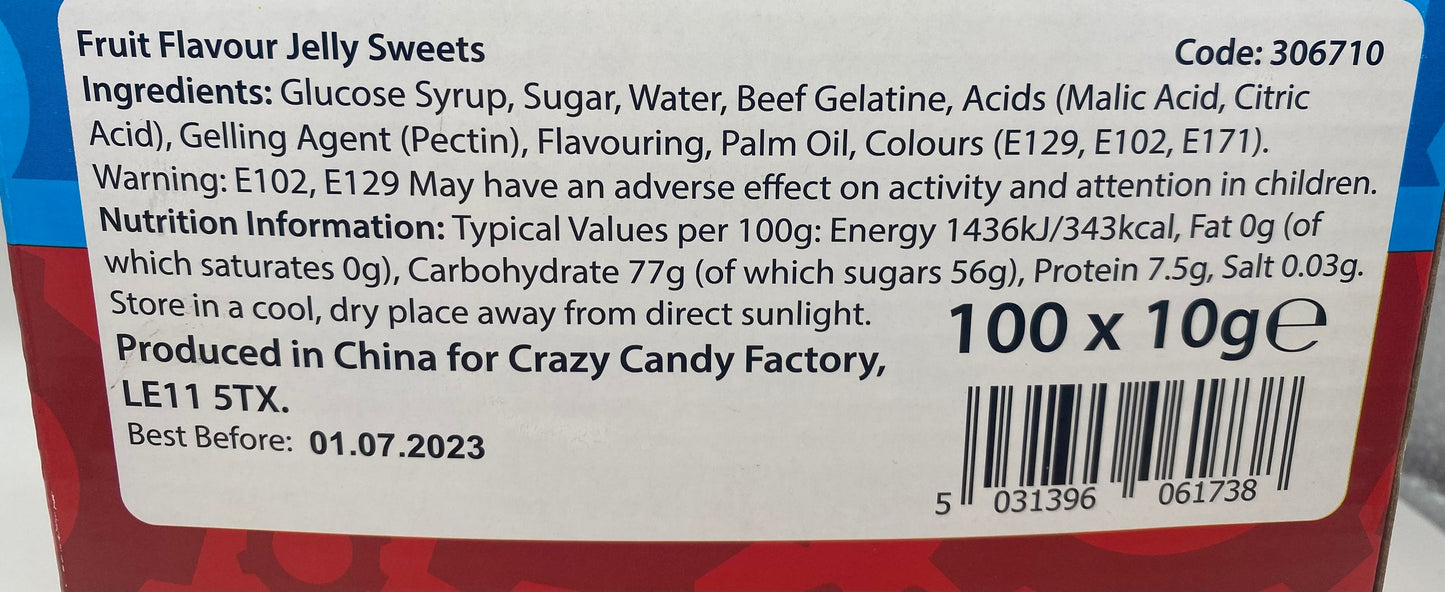 Fruit Flavour Jelly Sweets
Code: 306710
Ingredients: Glucose Syrup, Sugar, Water, Beef Gelatine, Acids (Malic Acid, Citric
Acid), Gelling Agent (Pectin), Flavouring, Palm Oil, Colours (E129, E102, E171).
Warning: E102, E129 May have an adverse effect on activity and attention in children.
Nutrition Information: Typical Values per 100g: Energy 1436kJ/343kcal, Fat 0g (of
which saturates 0g), Carbohydrate 77g (of which sugars 56g), Protein 7.5g, Salt 0.03g.
Store in a cool, dry place away from direct sunlight.
100 x 10g℮
Produced in China for Crazy Candy Factory,
LE11 5TX.
Best Before: 01.07.2023
5 031396 061738